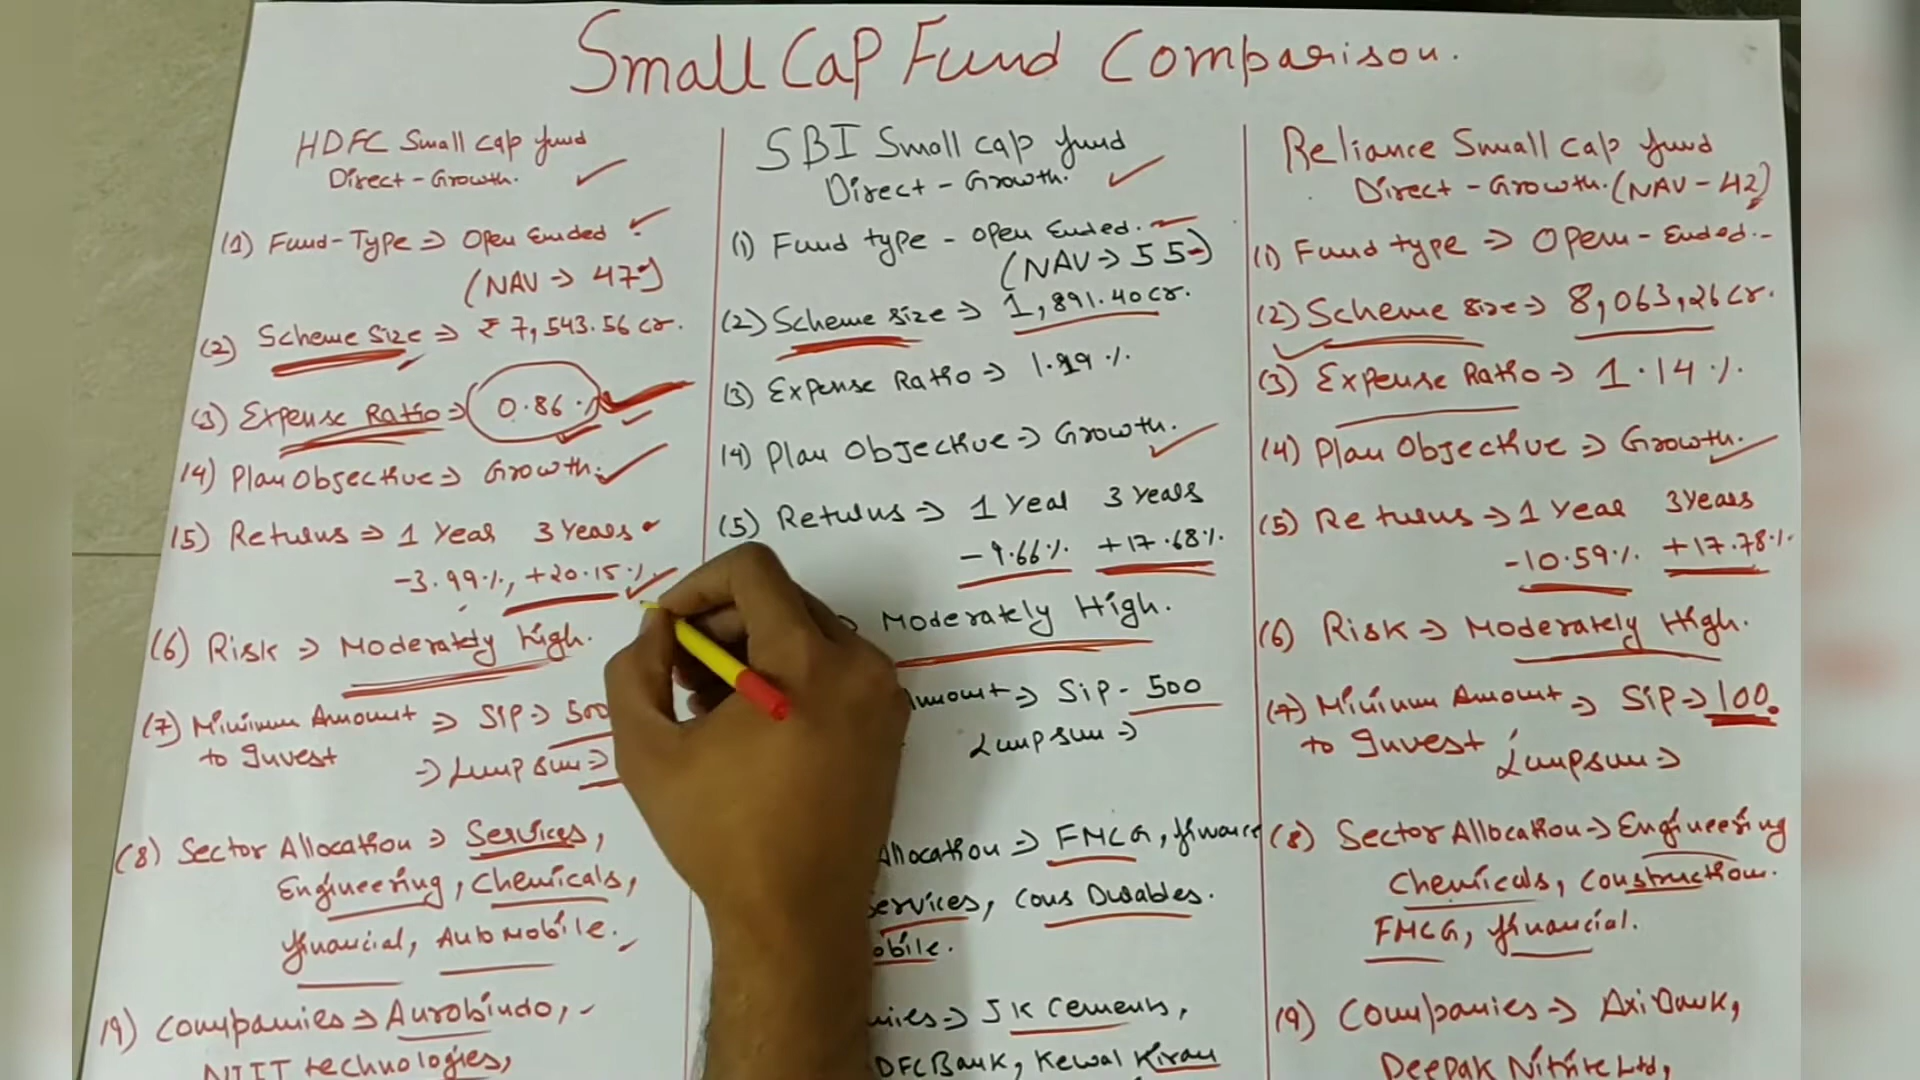 Small Cap Fund Comparison.
HDFC Small cap fund
Direct - Growth.
(1) Fund-Type ⇒ Open Ended
(NAV → 47)
(2) Scheme Size ⇒ ₹ 7,543.56 cr.
(3) Expense Ratio ⇒ 0.86 %
(4) Plan Objective ⇒ Growth.
(5) Returns ⇒ 1 Year 3 Years
-3.99%, +20.15%
(6) Risk ⇒ Moderately high.
(7) Minimum Amount ⇒ SIP ⇒ 500
to Invest ⇒ Lumpsum ⇒
(8) Sector Allocation ⇒ Services,
Engineering, Chemicals,
financial, Automobile.
(9) Companies ⇒ Aurobindo,
NIIT technologies,
SBI Small cap fund
Direct - Growth.
(1) Fund type - open Ended.
(NAV → 55)
(2) Scheme size ⇒ 1,891.40 cr.
(3) Expense Ratio ⇒
(4) Plan Objective ⇒ Growth.
(5) Returns ⇒ 1 Year 3 Years
-9.66% +17.68%
Moderately High.
Amount ⇒ Sip - 500
Lumpsum ⇒
Allocation ⇒ FMCG, finance
services, Cons Durables.
obile.
nies ⇒ JK Cements,
DFC Bank, Kewal Kiran
Reliance Small cap fund
Direct - Growth. (NAV - 42)
(1) Fund type ⇒ Open - Ended.
(2) Scheme size ⇒ 8,063,26 cr.
(3) Expense Ratio ⇒ 1.14 %.
(4) Plan Objective ⇒ Growth.
(5) Returns ⇒ 1 Year 3 Years
-10.59% +17.78%
(6) Risk ⇒ Moderately High.
(7) Minimum Amount ⇒ SIP ⇒ 100.
to Invest Lumpsum ⇒
(8) Sector Allocation ⇒ Engineering
Chemicals, Construction.
FMCG, financial.
(9) Companies ⇒ Axi Bank,
Deepak Nitrite Ltd,